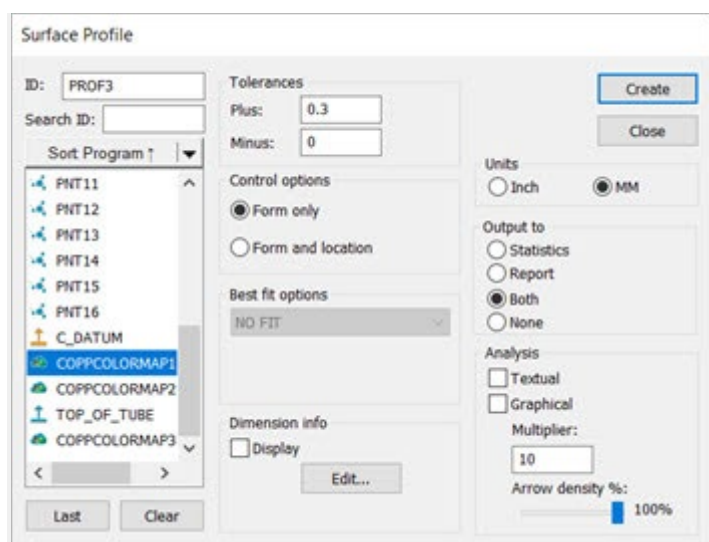 Surface Profile
ID: PROF3
Search ID:
Sort Program ↑
PNT11
PNT12
PNT13
PNT14
PNT15
PNT16
C_DATUM
COPPCOLORMAP1
COPPCOLORMAP2
TOP_OF_TUBE
COPPCOLORMAP3
Last Clear
Tolerances
Plus: 0.3
Minus: 0
Control options
Form only
Form and location
Best fit options
NO FIT
Dimension info
Display
Edit...
Create
Close
Units
Inch MM
Output to
Statistics
Report
Both
None
Analysis
Textual
Graphical
Multiplier:
10
Arrow density %:
100%